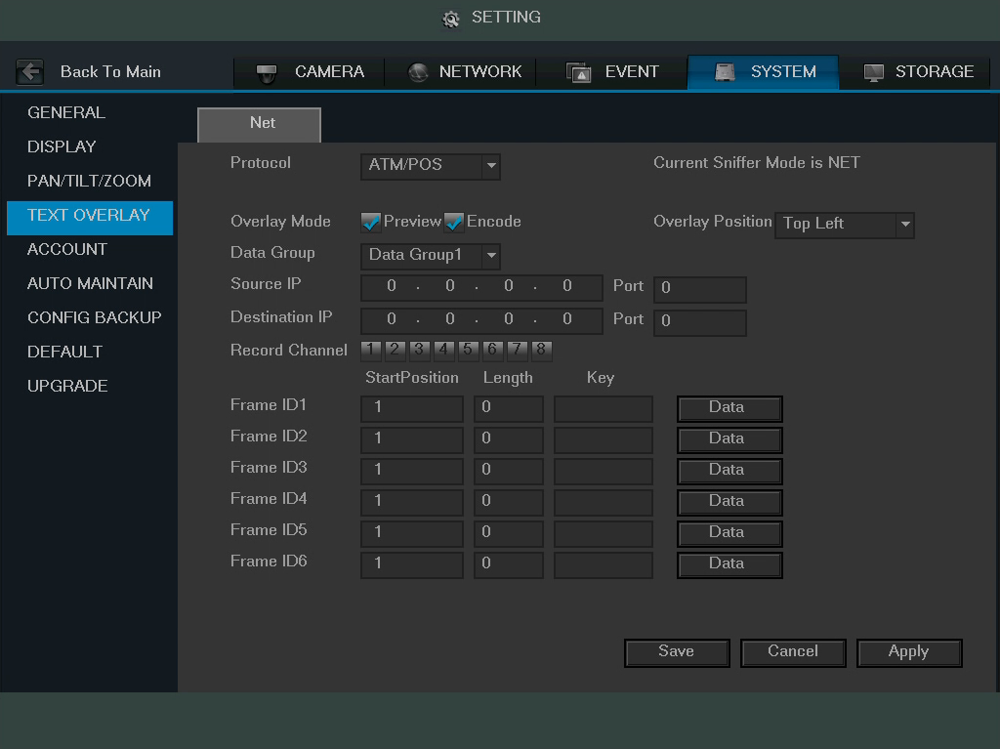 SETTING
Back To Main CAMERA NETWORK EVENT SYSTEM STORAGE
GENERAL
DISPLAY
PAN/TILT/ZOOM
TEXT OVERLAY
ACCOUNT
AUTO MAINTAIN
CONFIG BACKUP
DEFAULT
UPGRADE
Net
Protocol ATM/POS Current Sniffer Mode is NET
Overlay Mode Preview Encode Overlay Position Top Left
Data Group Data Group1
Source IP 0 . 0 . 0 . 0 Port 0
Destination IP 0 . 0 . 0 . 0 Port 0
Record Channel 1 2 3 4 5 6 7 8
StartPosition Length Key
Frame ID1 1 0 Data
Frame ID2 1 0 Data
Frame ID3 1 0 Data
Frame ID4 1 0 Data
Frame ID5 1 0 Data
Frame ID6 1 0 Data
Save Cancel Apply